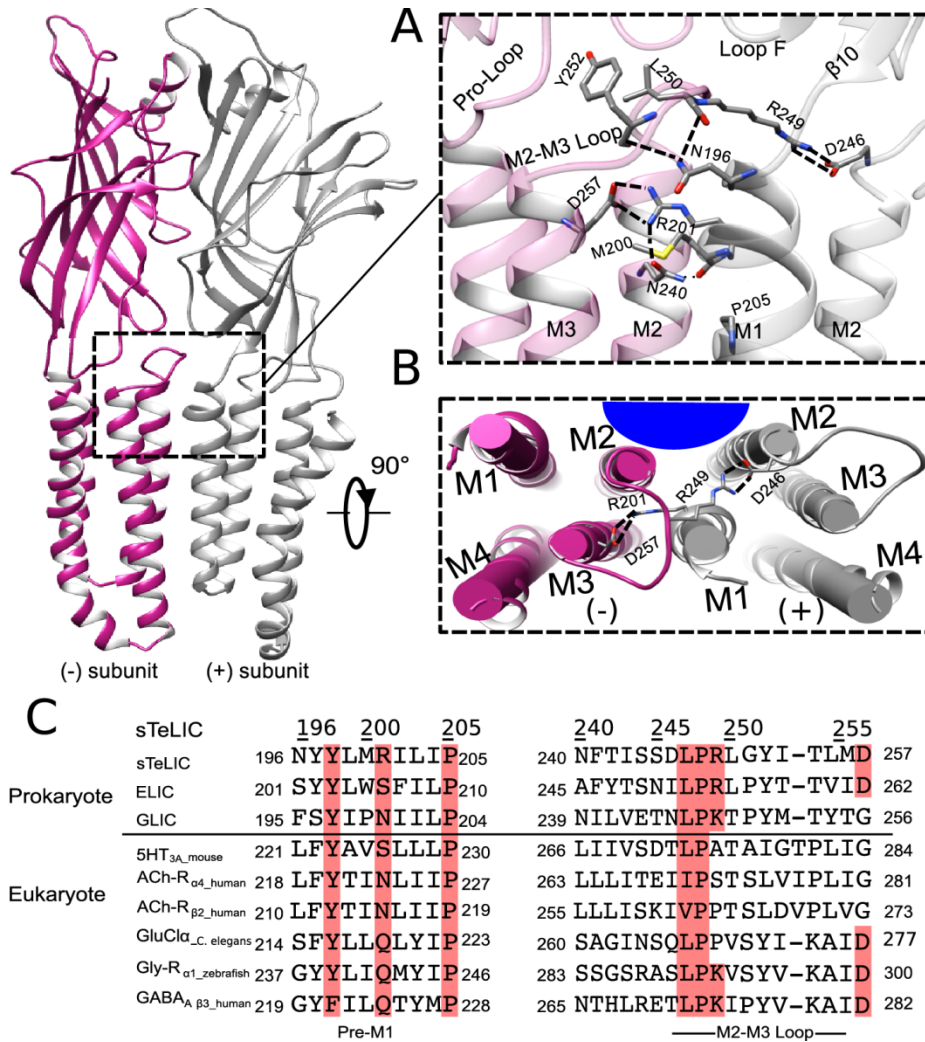 A
Pro-Loop
Loop F
β10
Y252
L250
R249
D246
M2-M3 Loop
N196
D257
R201
M200
N240
P205
M3
M2
M1
M2
B
90°
M1
M2
M2
M3
R249
D246
R201
D257
M4
M3
M1
M4
(-)
(+)
(-) subunit
(+) subunit
C
sTeLIC
196 200 205 240 245 250 255
Prokaryote
sTeLIC 196 NYYLMRILIP 205 240 NFTISSDLPRLGYI-TLMD 257
ELIC 201 SYYLWSFILP 210 245 AFYTSNILPRLPYT-TVID 262
GLIC 195 FSYIPNIILP 204 239 NILVETNLPKTPYM-TYTG 256
Eukaryote
5HT3A_mouse 221 LFYAVSLLLP 230 266 LIIVSDTLPATAIGTPLIG 284
ACh-Rα4_human 218 LFYTINLIIP 227 263 LLLITEIIPSTSLVIPLIG 281
ACh-Rβ2_human 210 LFYTINLIIP 219 255 LLLISKIVPPTSLDVPLVG 273
GluClα_C. elegans 214 SFYLLQLYIP 223 260 SAGINSQLPPVSYI-KAID 277
Gly-Rα1_zebrafish 237 GYYLIQMYIP 246 283 SSGSRASLPKVSYV-KAID 300
GABAA β3_human 219 GYFILQTYMP 228 265 NTHLRETLPKIPYV-KAID 282
Pre-M1
M2-M3 Loop